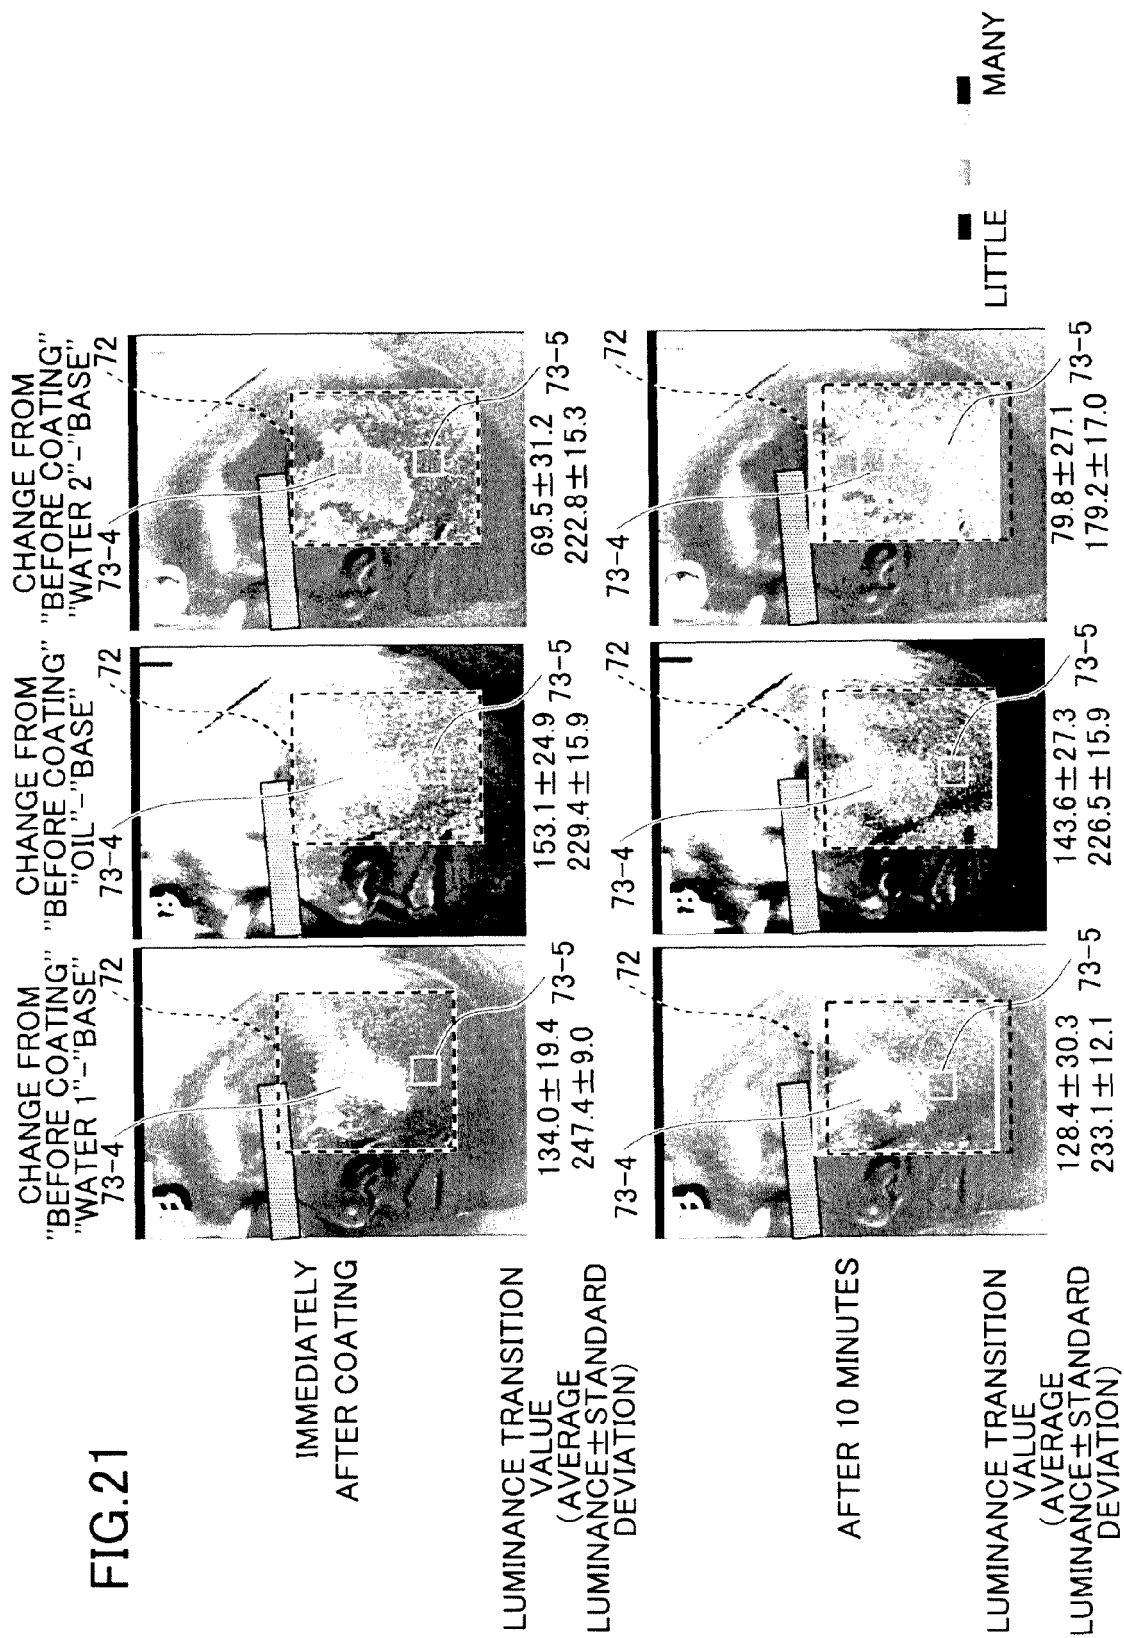 FIG.21
CHANGE FROM
"BEFORE COATING"
"WATER 1"-"BASE"
73-4
72
CHANGE FROM
"BEFORE COATING"
"OIL"-"BASE"
73-4
72
CHANGE FROM
"BEFORE COATING"
"WATER 2"-"BASE"
73-4
72
IMMEDIATELY
AFTER COATING
73-5
73-5
73-5
LUMINANCE TRANSITION
VALUE
(AVERAGE
LUMINANCE±STANDARD
DEVIATION)
134.0±19.4
247.4±9.0
153.1±24.9
229.4±15.9
69.5±31.2
222.8±15.3
73-4
72
73-4
72
73-4
72
AFTER 10 MINUTES
73-5
73-5
73-5
LUMINANCE TRANSITION
VALUE
(AVERAGE
LUMINANCE±STANDARD
DEVIATION)
128.4±30.3
233.1±12.1
143.6±27.3
226.5±15.9
79.8±27.1
179.2±17.0
LITTLE
MANY